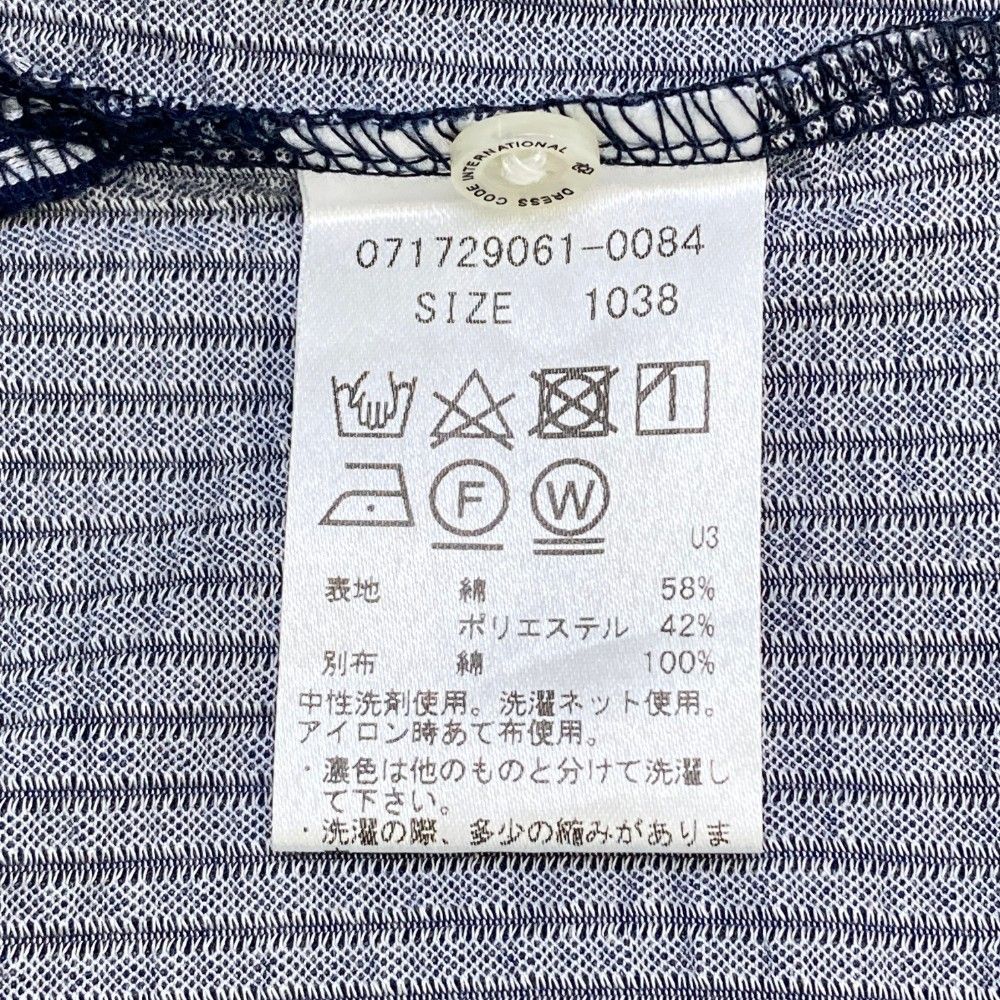 DRESS CODE INTERNATIONAL
071729061-0084
SIZE 1038
F W
U3
表地 綿 58%
ポリエステル 42%
別布 綿 100%
中性洗剤使用。洗濯ネット使用。
アイロン時あて布使用。
・濃色は他のものと分けて洗濯し
て下さい。
・洗濯の際、多少の縮みがありま